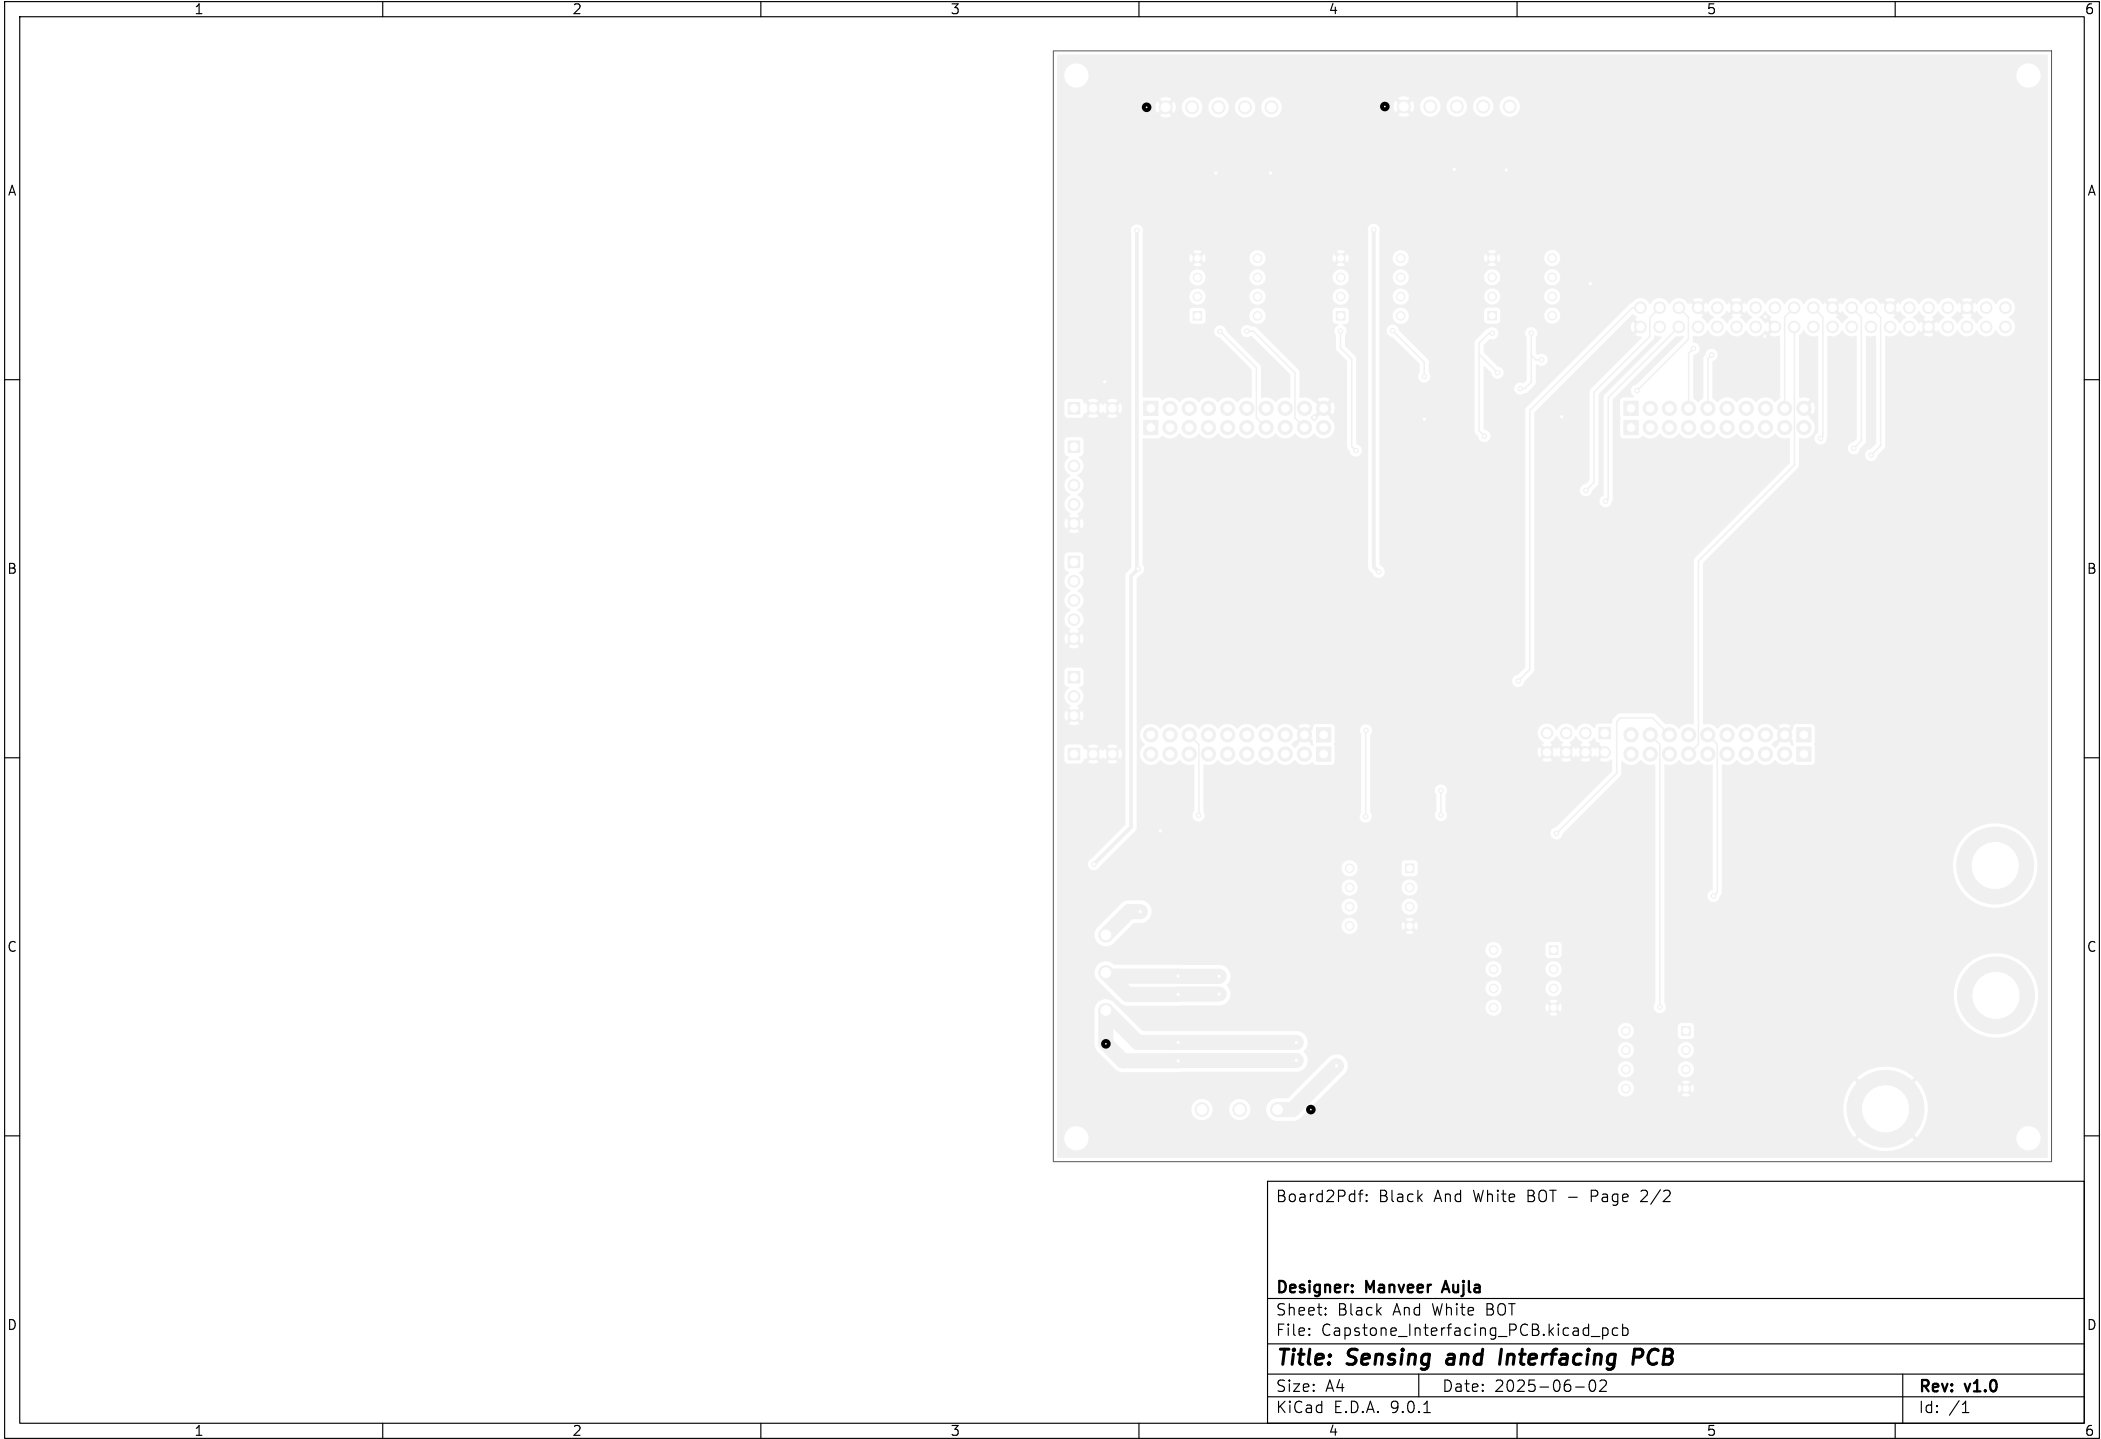 1 2 3 4 5 6
A A
B B
C C
D D
Board2Pdf: Black And White BOT - Page 2/2
Designer: Manveer Aujla
Sheet: Black And White BOT
File: Capstone_Interfacing_PCB.kicad_pcb
Title: Sensing and Interfacing PCB
Size: A4 Date: 2025-06-02 Rev: v1.0
KiCad E.D.A. 9.0.1 Id: /1
1 2 3 4 5 6